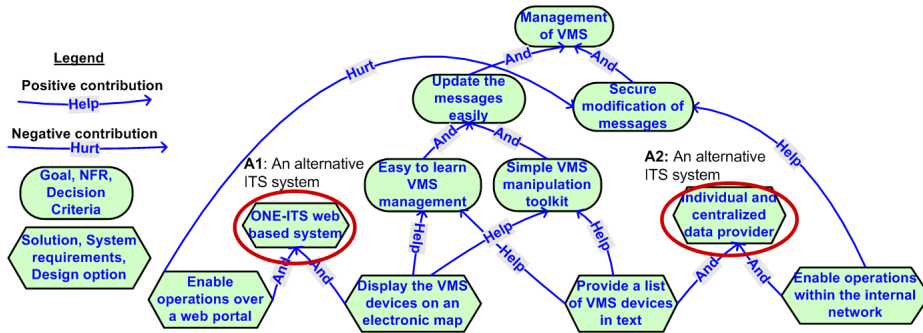 Management
of VMS
And
And
Legend
Positive contribution
Help
Negative contribution
Hurt
Goal, NFR,
Decision
Criteria
Solution, System
requirements,
Design option
Hurt
Update the
messages
easily
Secure
modification of
messages
And
And
Help
A1: An alternative
ITS system
Easy to learn
VMS
management
Simple VMS
manipulation
toolkit
A2: An alternative
ITS system
ONE-ITS web
based system
Individual and
centralized
data provider
Help
Help
Help
Help
And
And
And
And
Enable
operations over
a web portal
Display the VMS
devices on an
electronic map
Provide a list
of VMS devices
in text
Enable operations
within the internal
network